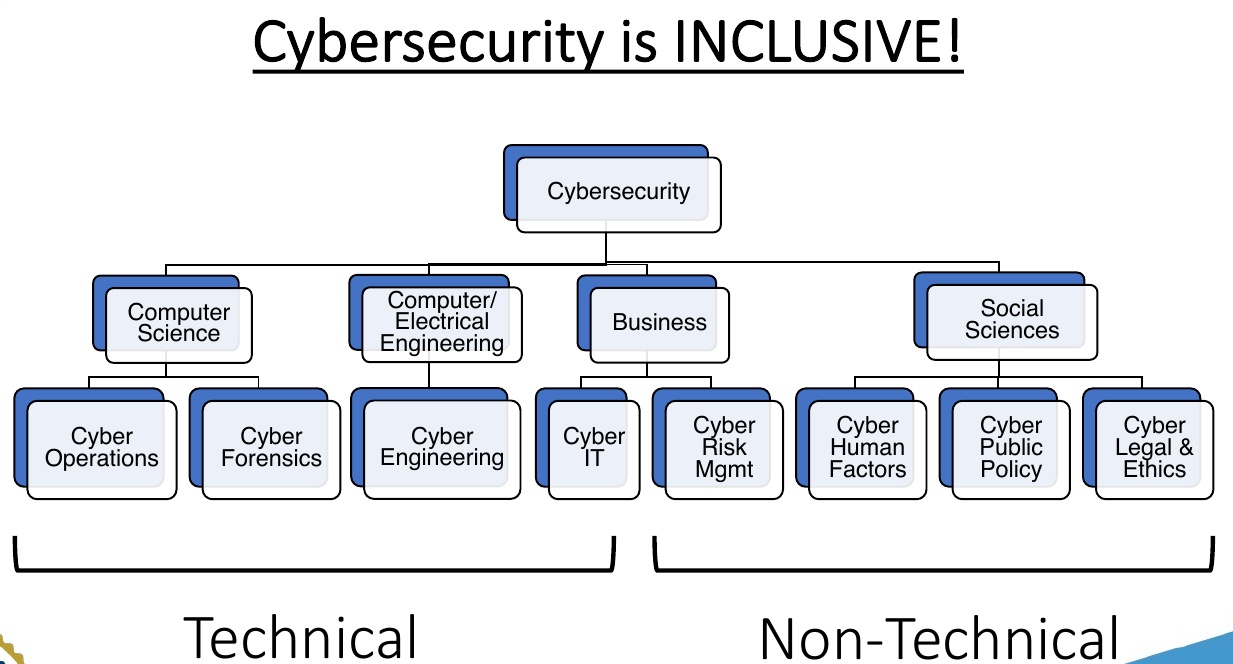 Cybersecurity is INCLUSIVE!
Cybersecurity
Computer
Science
Computer/
Electrical
Engineering
Business
Social
Sciences
Cyber
Operations
Cyber
Forensics
Cyber
Engineering
Cyber
IT
Cyber
Risk
Mgmt
Cyber
Human
Factors
Cyber
Public
Policy
Cyber
Legal &
Ethics
Technical
Non-Technical